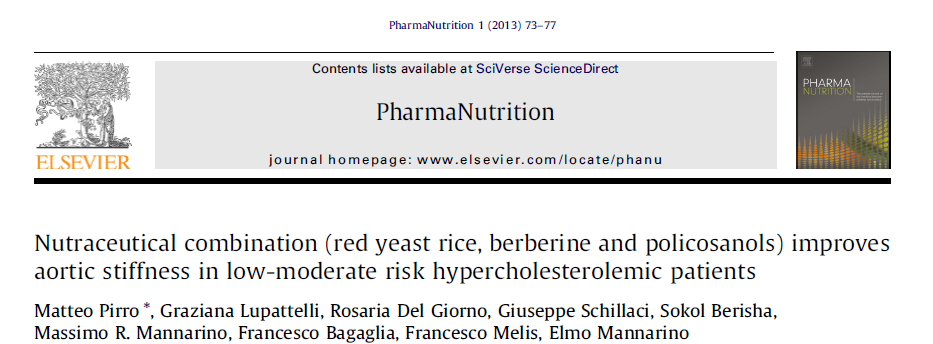 PharmaNutrition 1 (2013) 73–77
Contents lists available at SciVerse ScienceDirect
PharmaNutrition
journal homepage: www.elsevier.com/locate/phanu
ELSEVIER
PHARMA
NUTRITION
Nutraceutical combination (red yeast rice, berberine and policosanols) improves
aortic stiffness in low-moderate risk hypercholesterolemic patients
Matteo Pirro *, Graziana Lupattelli, Rosaria Del Giorno, Giuseppe Schillaci, Sokol Berisha,
Massimo R. Mannarino, Francesco Bagaglia, Francesco Melis, Elmo Mannarino